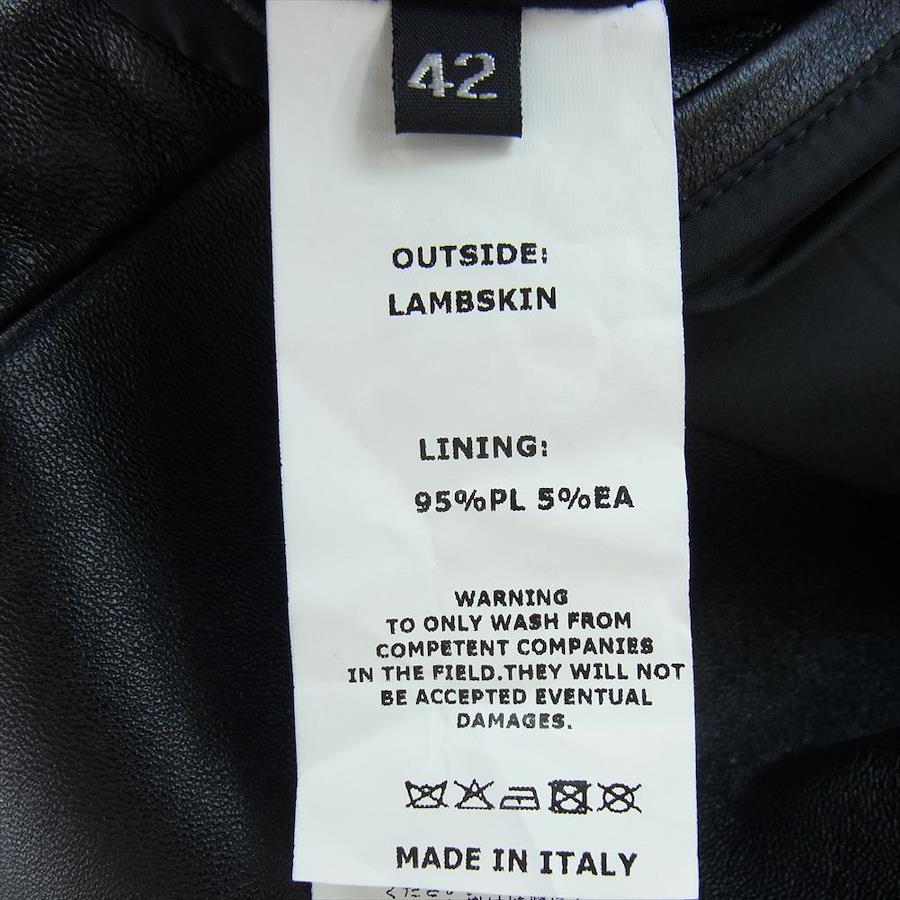 42
OUTSIDE:
LAMBSKIN
LINING:
95%PL 5%EA
WARNING
TO ONLY WASH FROM
COMPETENT COMPANIES
IN THE FIELD.THEY WILL NOT
BE ACCEPTED EVENTUAL
DAMAGES.
MADE IN ITALY